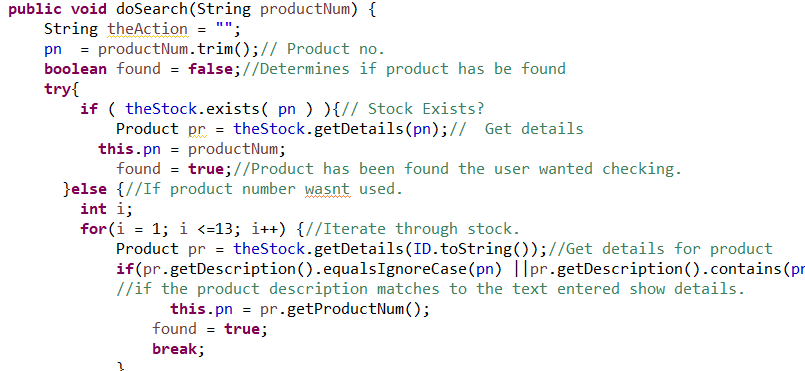 public void doSearch(String productNum) {
String theAction = "";
pn = productNum.trim();// Product no.
boolean found = false;//Determines if product has be found
try{
if ( theStock.exists( pn ) ){// Stock Exists?
Product pr = theStock.getDetails(pn);// Get details
this.pn = productNum;
found = true;//Product has been found the user wanted checking.
}else {//If product number wasnt used.
int i;
for(i = 1; i <=13; i++) {//Iterate through stock.
Product pr = theStock.getDetails(ID.toString());//Get details for product
if(pr.getDescription().equalsIgnoreCase(pn) ||pr.getDescription().contains(
//if the product description matches to the text entered show details.
this.pn = pr.getProductNum();
found = true;
break;
}